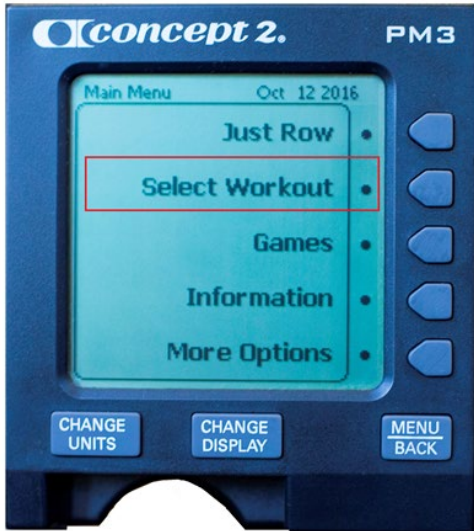 concept 2.
PM3
Main Menu Oct 12 2016
Just Row
Select Workout
Games
Information
More Options
CHANGE UNITS
CHANGE DISPLAY
MENU
BACK